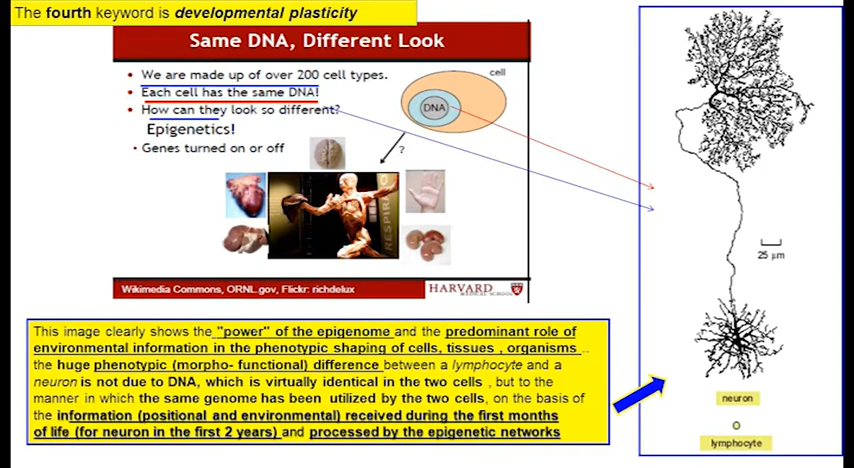 The fourth keyword is developmental plasticity
Same DNA, Different Look
• We are made up of over 200 cell types.
• Each cell has the same DNA!
• How can they look so different?
Epigenetics!
• Genes turned on or off
cell
DNA
?
RESPIRA
Wikimedia Commons, ORNL.gov, Flickr: richdelux
HARVARD
MEDICAL SCHOOL
25 µm
neuron
lymphocyte
This image clearly shows the "power" of the epigenome and the predominant role of
environmental information in the phenotypic shaping of cells, tissues , organisms ..
the huge phenotypic (morpho- functional) difference between a lymphocyte and a
neuron is not due to DNA, which is virtually identical in the two cells , but to the
manner in which the same genome has been utilized by the two cells, on the basis of
the information (positional and environmental) received during the first months
of life (for neuron in the first 2 years) and processed by the epigenetic networks